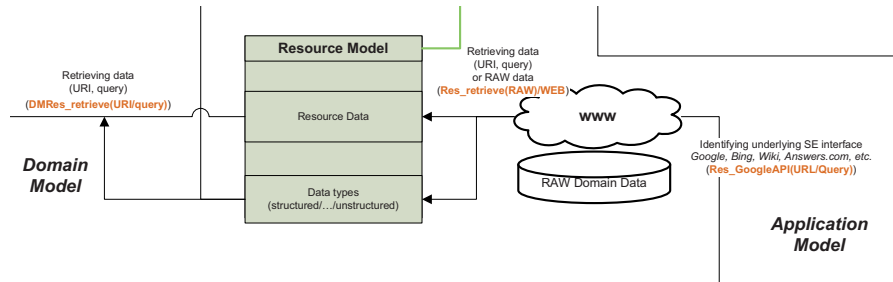 Resource Model
Retrieving data
(URI, query)
or RAW data
(Res_retrieve(RAW)/WEB)
Retrieving data
(URI, query)
(DMRes_retrieve(URI/query))
Resource Data
www
Identifying underlying SE interface
Google, Bing, Wiki, Answers.com, etc.
(Res_GoogleAPI(URL/Query))
Domain
Model
RAW Domain Data
Data types
(structured/.../unstructured)
Application
Model